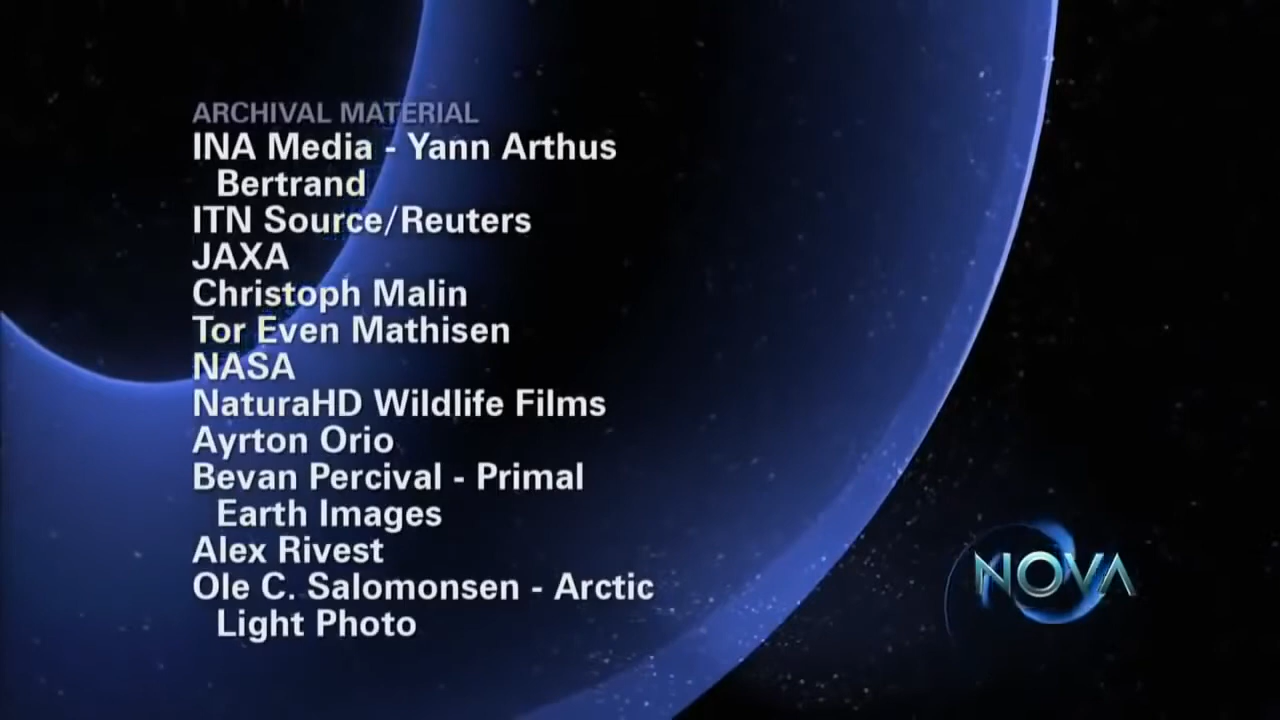 ARCHIVAL MATERIAL
INA Media - Yann Arthus
Bertrand
ITN Source/Reuters
JAXA
Christoph Malin
Tor Even Mathisen
NASA
NaturaHD Wildlife Films
Ayrton Orio
Bevan Percival - Primal
Earth Images
Alex Rivest
Ole C. Salomonsen - Arctic
Light Photo
NOVA